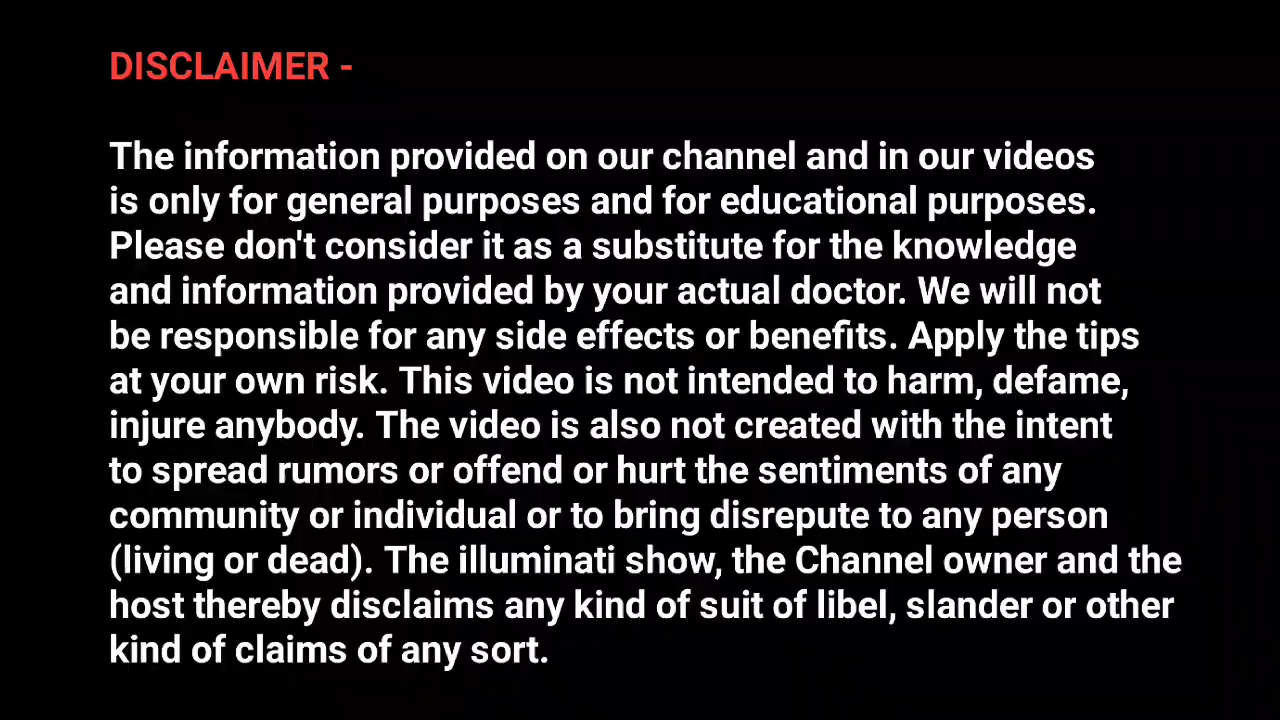 DISCLAIMER -
The information provided on our channel and in our videos
is only for general purposes and for educational purposes.
Please don't consider it as a substitute for the knowledge
and information provided by your actual doctor. We will not
be responsible for any side effects or benefits. Apply the tips
at your own risk. This video is not intended to harm, defame,
injure anybody. The video is also not created with the intent
to spread rumors or offend or hurt the sentiments of any
community or individual or to bring disrepute to any person
(living or dead). The illuminati show, the Channel owner and the
host thereby disclaims any kind of suit of libel, slander or other
kind of claims of any sort.